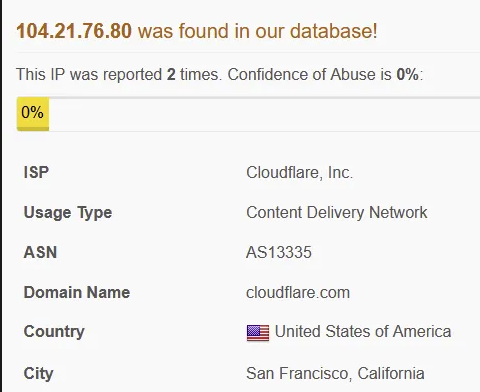 104.21.76.80 was found in our database!
This IP was reported 2 times. Confidence of Abuse is 0%:
0%
ISP Cloudflare, Inc.
Usage Type Content Delivery Network
ASN AS13335
Domain Name cloudflare.com
Country United States of America
City San Francisco, California